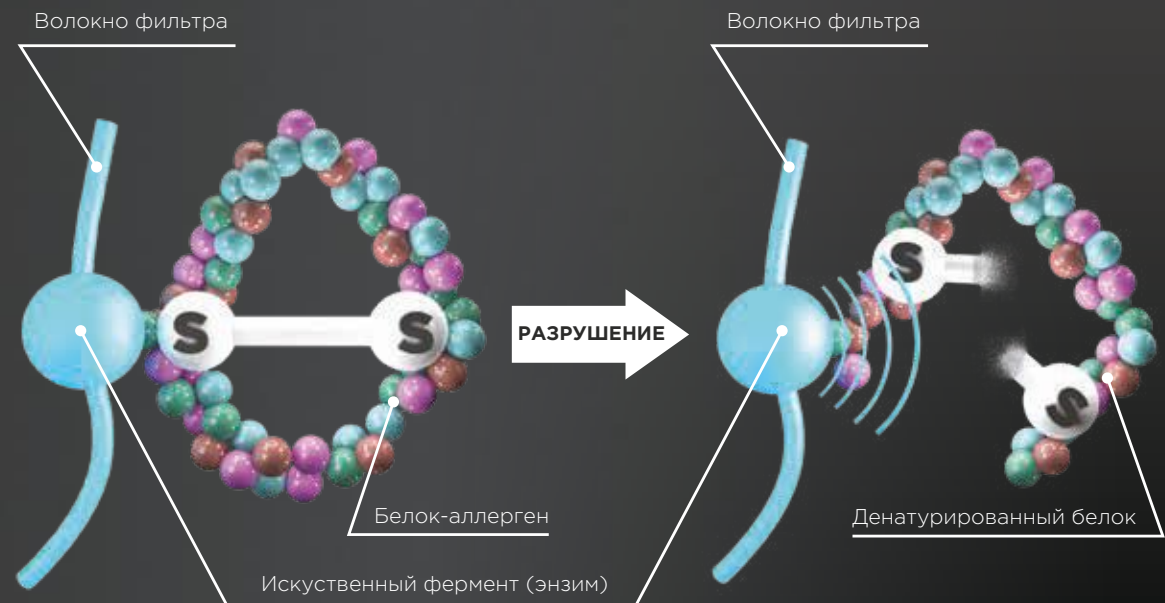 Волокно фильтра
Волокно фильтра
S
S
РАЗРУШЕНИЕ
S
S
Белок-аллерген
Денатурированный белок
Искуственный фермент (энзим)